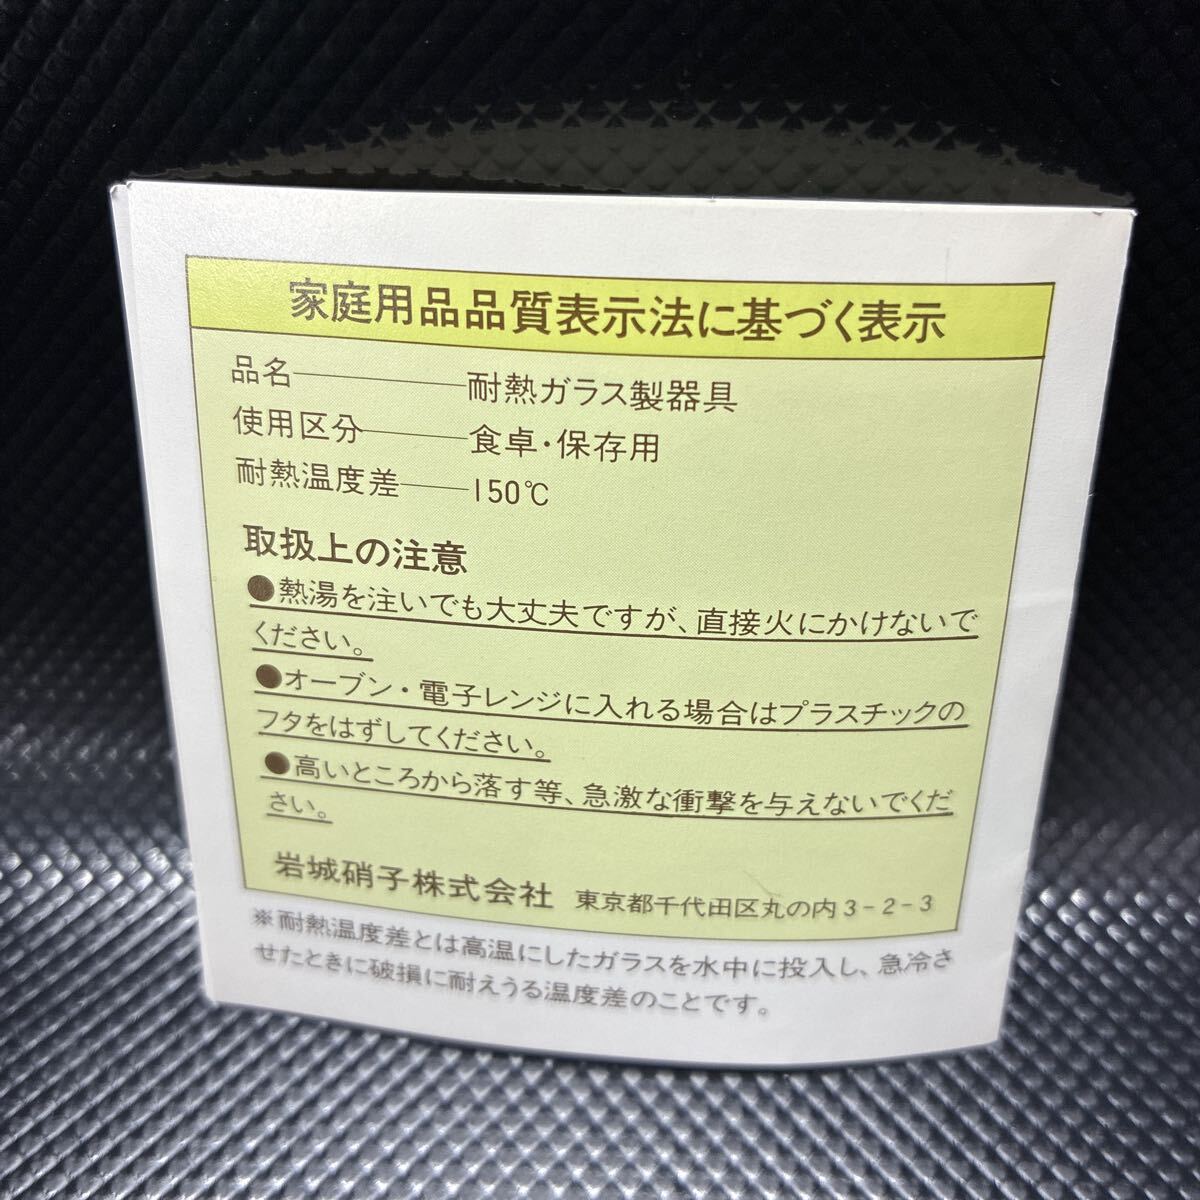 家庭用品品質表示法に基づく表示
品名――――耐熱ガラス製器具
使用区分―――食卓・保存用
耐熱温度差――150℃
取扱上の注意
●熱湯を注いでも大丈夫ですが、直接火にかけないで
ください。
●オーブン・電子レンジに入れる場合はプラスチックの
フタをはずしてください。
●高いところから落す等、急激な衝撃を与えないでくだ
さい。
岩城硝子株式会社 東京都千代田区丸の内3-2-3
※耐熱温度差とは高温にしたガラスを水中に投入し、急冷さ
せたときに破損に耐えうる温度差のことです。